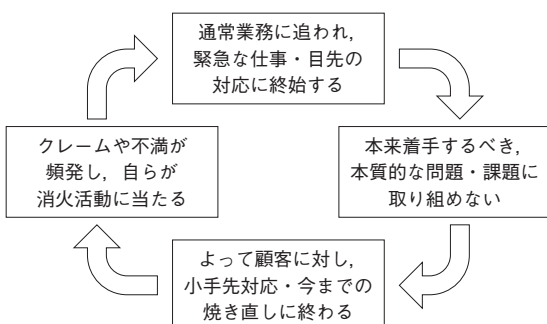 通常業務に追われ，
緊急な仕事・目先の
対応に終始する
本来着手するべき，
本質的な問題・課題に
取り組めない
よって顧客に対し，
小手先対応・今までの
焼き直しに終わる
クレームや不満が
頻発し，自らが
消火活動に当たる